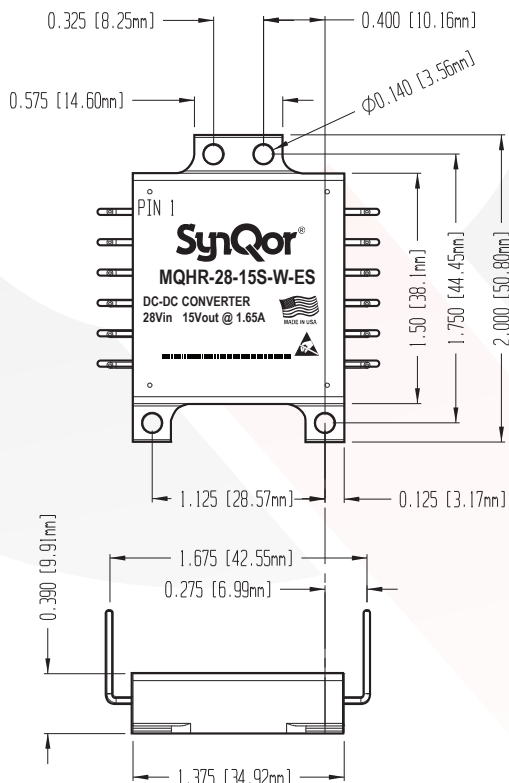 0.325 [8.25mm]
0.400 [10.16mm]
0.575 [14.60mm]
Ø0.140 [3.56mm]
PIN 1
SynQor®
MQHR-28-15S-W-ES
DC-DC CONVERTER
28Vin 15Vout @ 1.65A
MADE IN USA
1.50 [38.1mm]
1.750 [44.45mm]
2.000 [50.80mm]
1.125 [28.57mm]
0.125 [3.17mm]
1.675 [42.55mm]
0.275 [6.99mm]
0.390 [9.91mm]
1.375 [34.92mm]